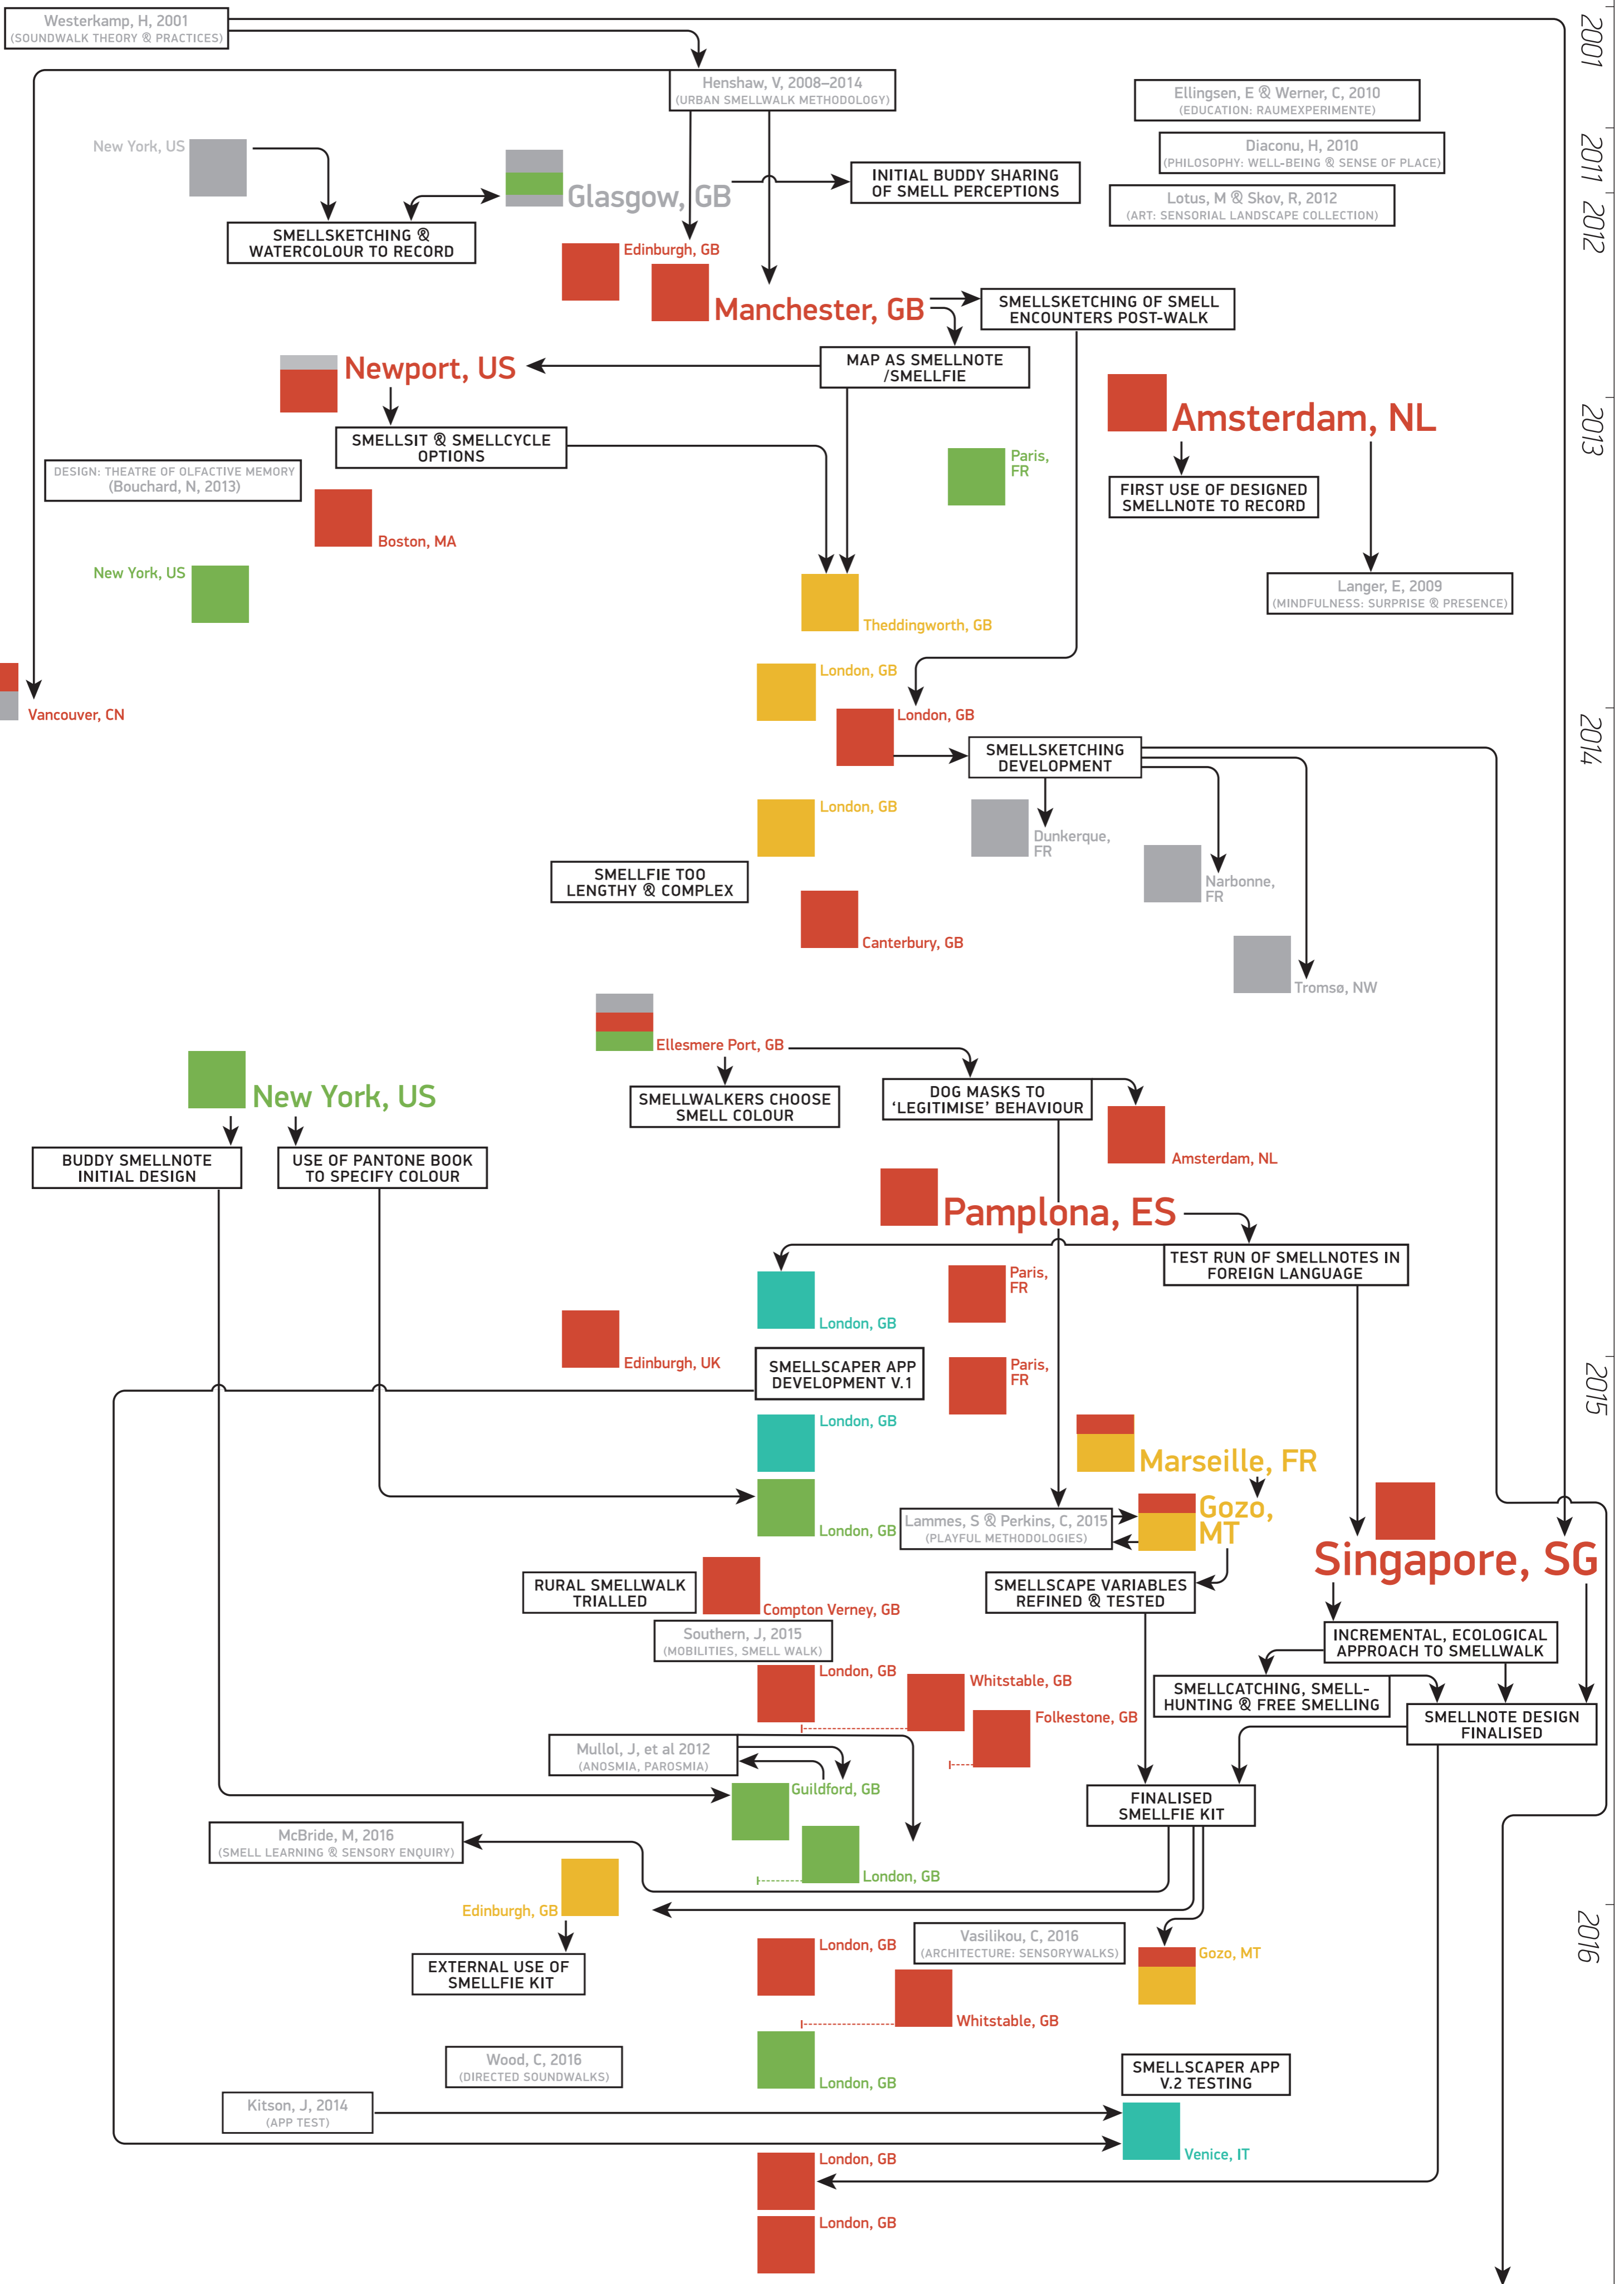 Westerkamp, H, 2001
(SOUNDWALK THEORY & PRACTICES)
2001
Henshaw, V, 2008–2014
(URBAN SMELLWALK METHODOLOGY)
Ellingsen, E & Werner, C, 2010
(EDUCATION: RAUMEXPERIMENTE)
Diaconu, H, 2010
(PHILOSOPHY: WELL-BEING & SENSE OF PLACE)
2011
New York, US
Glasgow, GB
INITIAL BUDDY SHARING
OF SMELL PERCEPTIONS
Lotus, M & Skov, R, 2012
(ART: SENSORIAL LANDSCAPE COLLECTION)
2012
SMELLSKETCHING &
WATERCOLOUR TO RECORD
Edinburgh, GB
Manchester, GB
SMELLSKETCHING OF SMELL
ENCOUNTERS POST-WALK
Newport, US
MAP AS SMELLNOTE
/SMELLFIE
Amsterdam, NL
2013
SMELLSIT & SMELLCYCLE
OPTIONS
DESIGN: THEATRE OF OLFACTIVE MEMORY
(Bouchard, N, 2013)
Paris,
FR
FIRST USE OF DESIGNED
SMELLNOTE TO RECORD
Boston, MA
New York, US
Langer, E, 2009
(MINDFULNESS: SURPRISE & PRESENCE)
Theddingworth, GB
London, GB
Vancouver, CN
London, GB
2014
SMELLSKETCHING
DEVELOPMENT
London, GB
Dunkerque,
FR
SMELLFIE TOO
LENGTHY & COMPLEX
Narbonne,
FR
Canterbury, GB
Tromsø, NW
Ellesmere Port, GB
New York, US
SMELLWALKERS CHOOSE
SMELL COLOUR
DOG MASKS TO
‘LEGITIMISE’ BEHAVIOUR
Amsterdam, NL
BUDDY SMELLNOTE
INITIAL DESIGN
USE OF PANTONE BOOK
TO SPECIFY COLOUR
Pamplona, ES
TEST RUN OF SMELLNOTES IN
FOREIGN LANGUAGE
Paris,
FR
London, GB
Edinburgh, UK
SMELLSCAPER APP
DEVELOPMENT V.1
Paris,
FR
2015
London, GB
Marseille, FR
London, GB
Lammes, S & Perkins, C, 2015
(PLAYFUL METHODOLOGIES)
Gozo,
MT
Singapore, SG
RURAL SMELLWALK
TRIALLED
Compton Verney, GB
SMELLSCAPE VARIABLES
REFINED & TESTED
Southern, J, 2015
(MOBILITIES, SMELL WALK)
INCREMENTAL, ECOLOGICAL
APPROACH TO SMELLWALK
London, GB
Whitstable, GB
SMELLCATCHING, SMELL-
HUNTING & FREE SMELLING
Folkestone, GB
SMELLNOTE DESIGN
FINALISED
Mullol, J, et al 2012
(ANOSMIA, PAROSMIA)
Guildford, GB
FINALISED
SMELLFIE KIT
McBride, M, 2016
(SMELL LEARNING & SENSORY ENQUIRY)
London, GB
Edinburgh, GB
2016
EXTERNAL USE OF
SMELLFIE KIT
London, GB
Vasilikou, C, 2016
(ARCHITECTURE: SENSORYWALKS)
Gozo, MT
Whitstable, GB
Wood, C, 2016
(DIRECTED SOUNDWALKS)
London, GB
SMELLSCAPER APP
V.2 TESTING
Kitson, J, 2014
(APP TEST)
Venice, IT
London, GB
London, GB